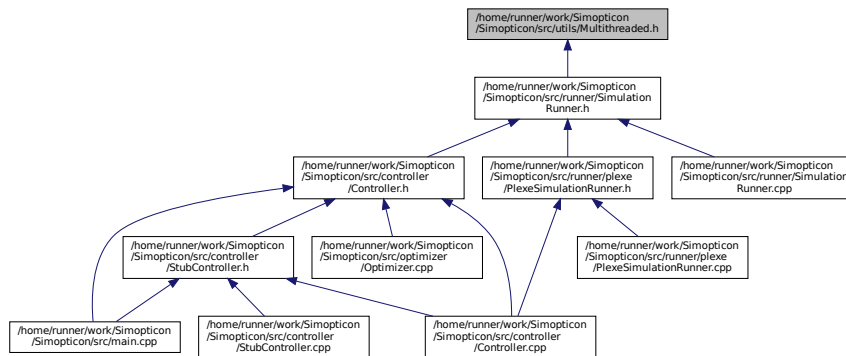 /home/runner/work/Simopticon
/Simopticon/src/utils/Multithreaded.h
/home/runner/work/Simopticon
/Simopticon/src/runner/Simulation
Runner.h
/home/runner/work/Simopticon
/Simopticon/src/controller
/Controller.h
/home/runner/work/Simopticon
/Simopticon/src/runner/plexe
/PlexeSimulationRunner.h
/home/runner/work/Simopticon
/Simopticon/src/runner/Simulation
Runner.cpp
/home/runner/work/Simopticon
/Simopticon/src/controller
/StubController.h
/home/runner/work/Simopticon
/Simopticon/src/optimizer
/Optimizer.cpp
/home/runner/work/Simopticon
/Simopticon/src/runner/plexe
/PlexeSimulationRunner.cpp
/home/runner/work/Simopticon
/Simopticon/src/main.cpp
/home/runner/work/Simopticon
/Simopticon/src/controller
/StubController.cpp
/home/runner/work/Simopticon
/Simopticon/src/controller
/Controller.cpp